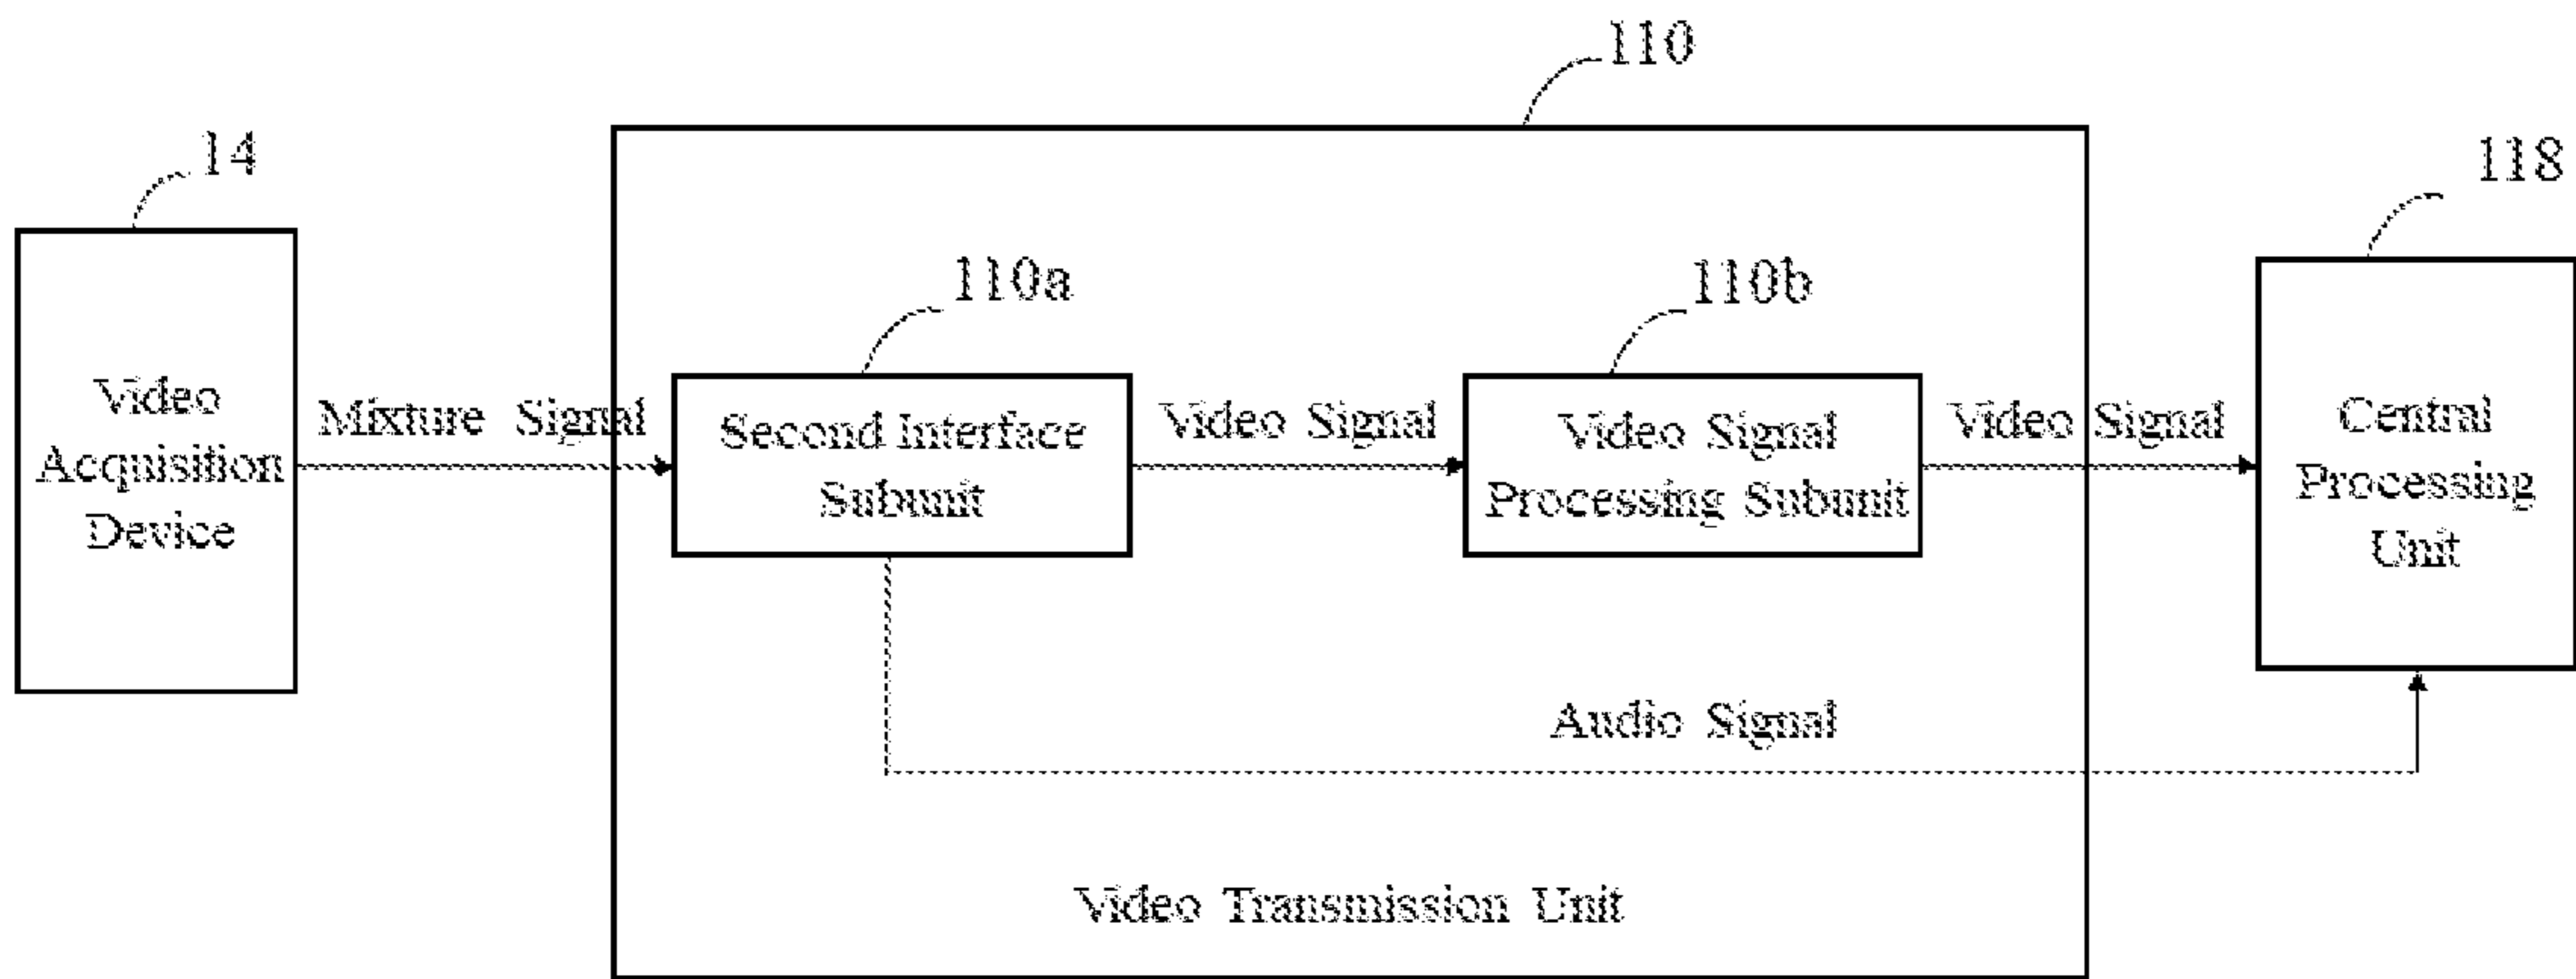 110
14
118
110a
110b
Video
Acquisition
Device
Mixture Signal
Second Interface
Subunit
Video Signal
Video Signal
Processing Subunit
Video Signal
Central
Processing
Unit
Audio Signal
Video Transmission Unit